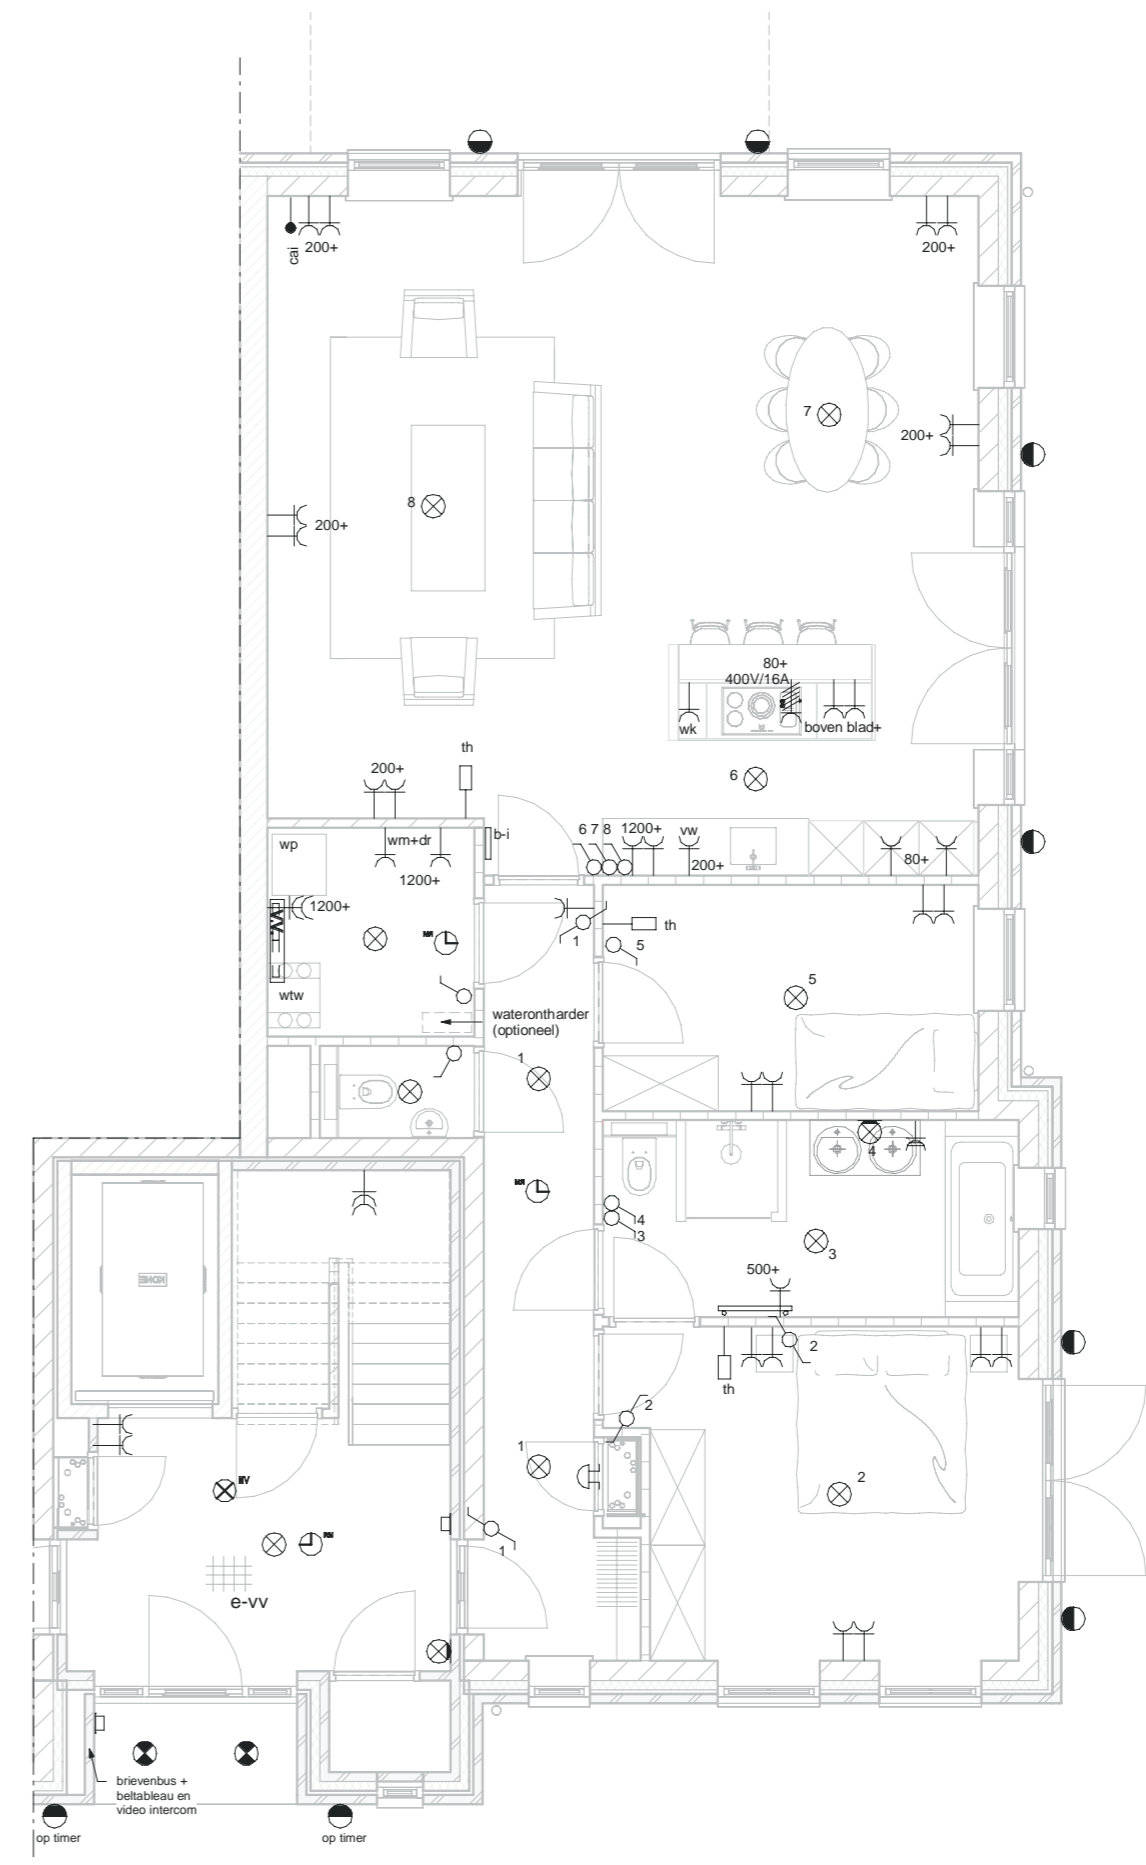 cai
200+
200+
7
200+
8
200+
80+
400V/16A
wk
boven blad+
th
6
200+
b-i
6 7 8
1200+
vw
200+
80+
wp
wm+dr
1200+
1200+
1
th
5
wtw
waterontharder
(optioneel)
5
1
4
4
3
3
500+
2
th
2
1
2
1
e-vv
brievenbus +
beltableau en
video intercom
op timer
op timer
KONE